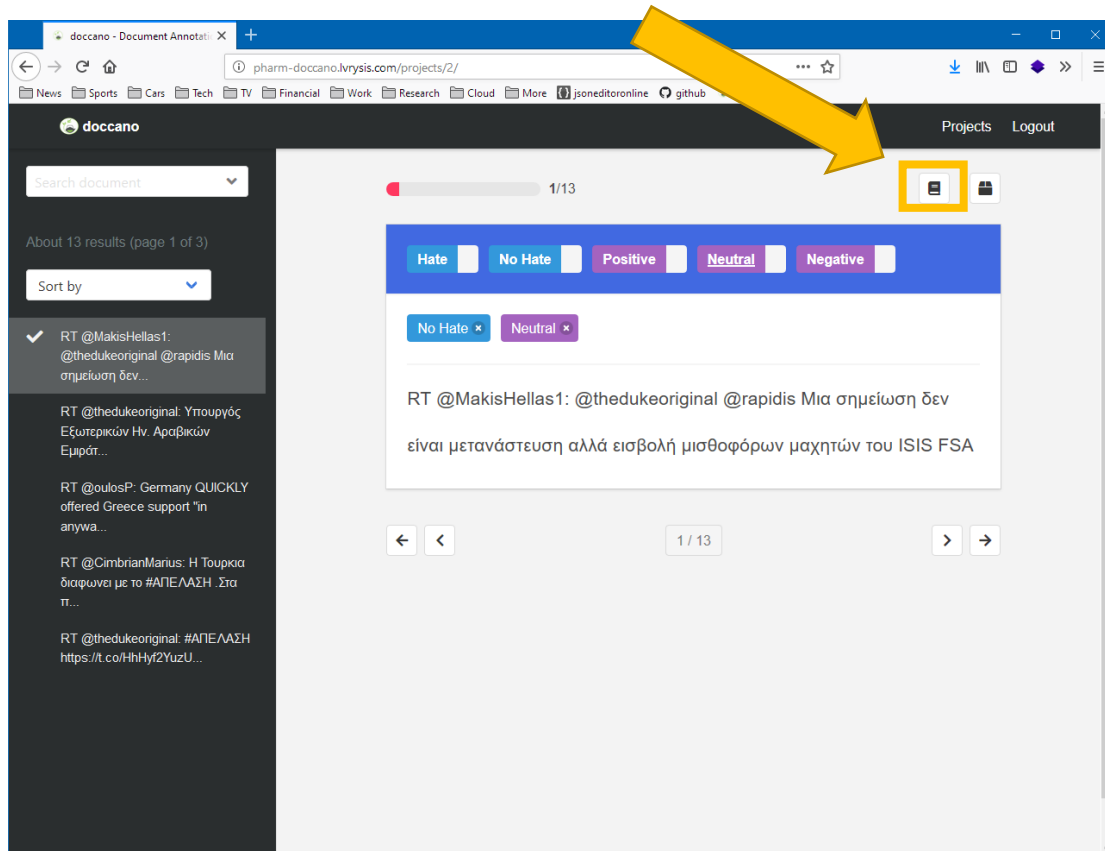 doccano - Document Annotati
pharm-doccano.lvrysis.com/projects/2/
News Sports Cars Tech TV Financial Work Research Cloud More jsoneditoronline github
doccano
Projects Logout
Search document
1/13
About 13 results (page 1 of 3)
Hate No Hate Positive Neutral Negative
Sort by
No Hate Neutral
RT @MakisHellas1:
@thedukeoriginal @rapidis Μια
σημείωση δεν...
RT @thedukeoriginal: Υπουργός
Εξωτερικών Ην. Αραβικών
Εμιράτ...
RT @oulosP: Germany QUICKLY
offered Greece support "in
anywa...
RT @CimbrianMarius: Η Τουρκια
διαφωνει με το #ΑΠΕΛΑΣΗ .Στα
π...
RT @thedukeoriginal: #ΑΠΕΛΑΣΗ
https://t.co/HhHyf2YuzU...
RT @MakisHellas1: @thedukeoriginal @rapidis Μια σημείωση δεν
είναι μετανάστευση αλλά εισβολή μισθοφόρων μαχητών του ISIS FSA
1 / 13